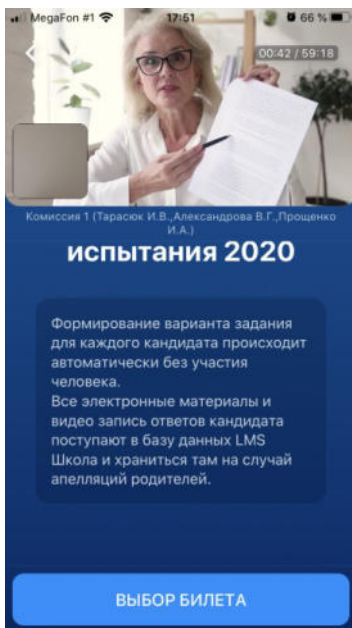 MegaFon #1 17:51 66 %
00:42 / 59:18
Комиссия 1 (Тарасюк И.В.,Александрова В.Г.,Прощенко
И.А.)
испытания 2020
Формирование варианта задания
для каждого кандидата происходит
автоматически без участия
человека.
Все электронные материалы и
видео запись ответов кандидата
поступают в базу данных LMS
Школа и храниться там на случай
апелляций родителей.
ВЫБОР БИЛЕТА